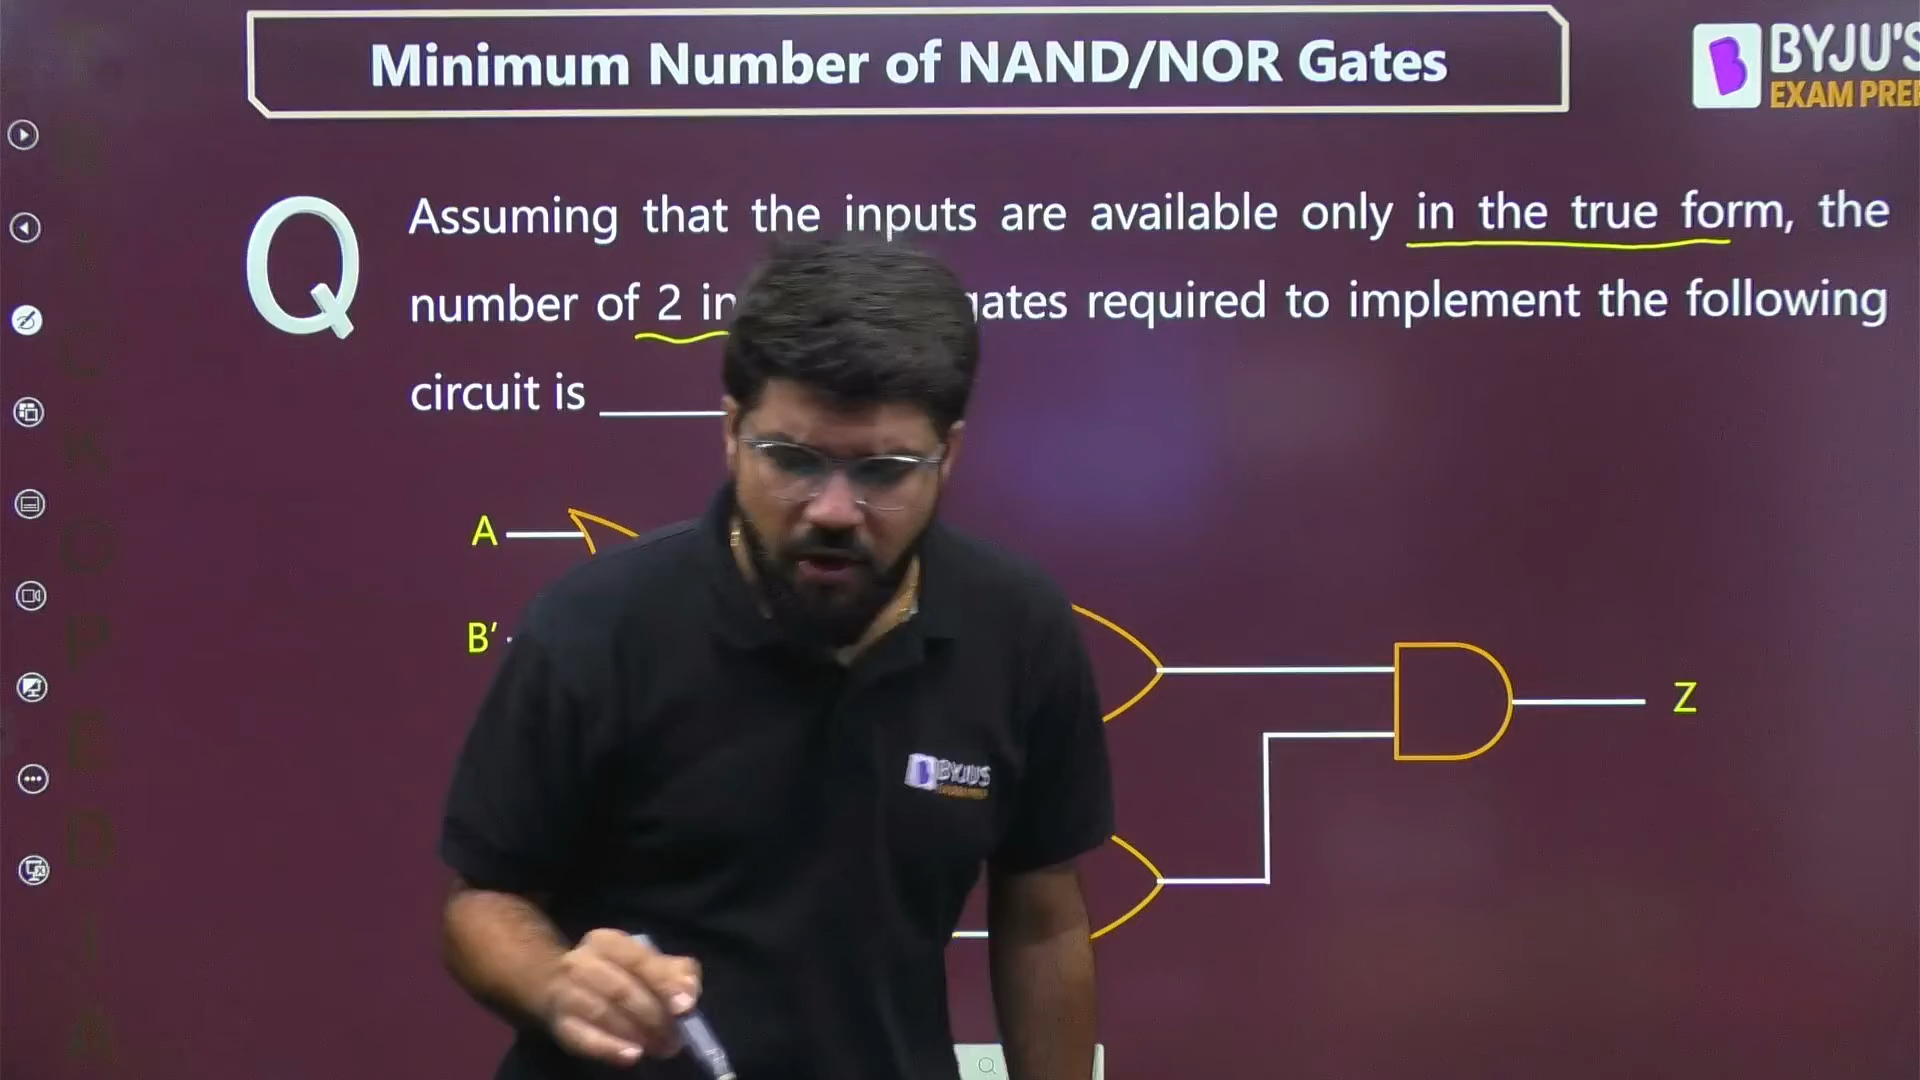 Minimum Number of NAND/NOR Gates
BYJU'S
EXAM PREP
Q
Assuming that the inputs are available only in the true form, the
number of 2 gates required to implement the following
circuit is
A
B′
Z
BYJU'S